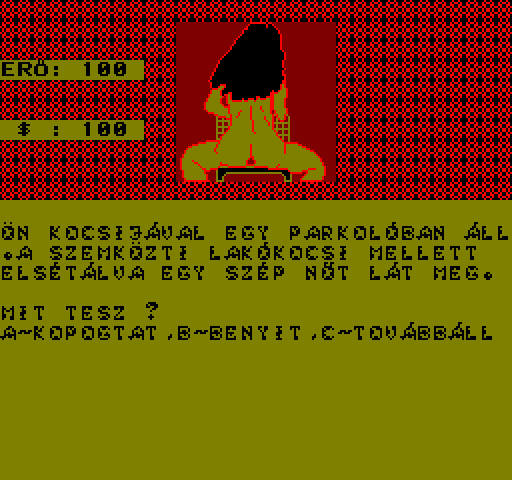 ERŐ: 100
$ : 100
ÖN KOCSIJÁVAL EGY PARKOLÓBAN ÁLL
.A SZEMKÖZTI LAKÓKOCSI MELLETT
ELSÉTÁLVA EGY SZÉP NŐT LÁT MEG.
MIT TESZ ?
A~KOPOGTAT,B~BENYIT,C~TOVÁBBÁLL